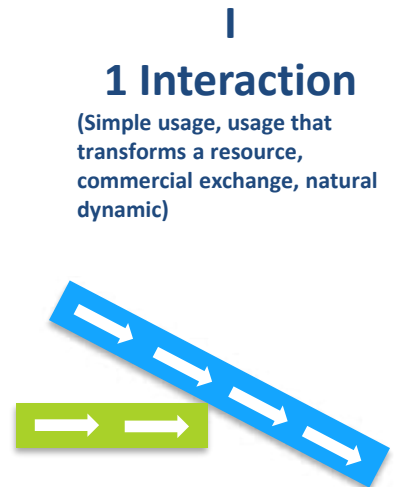 I
1 Interaction
(Simple usage, usage that
transforms a resource,
commercial exchange, natural
dynamic)